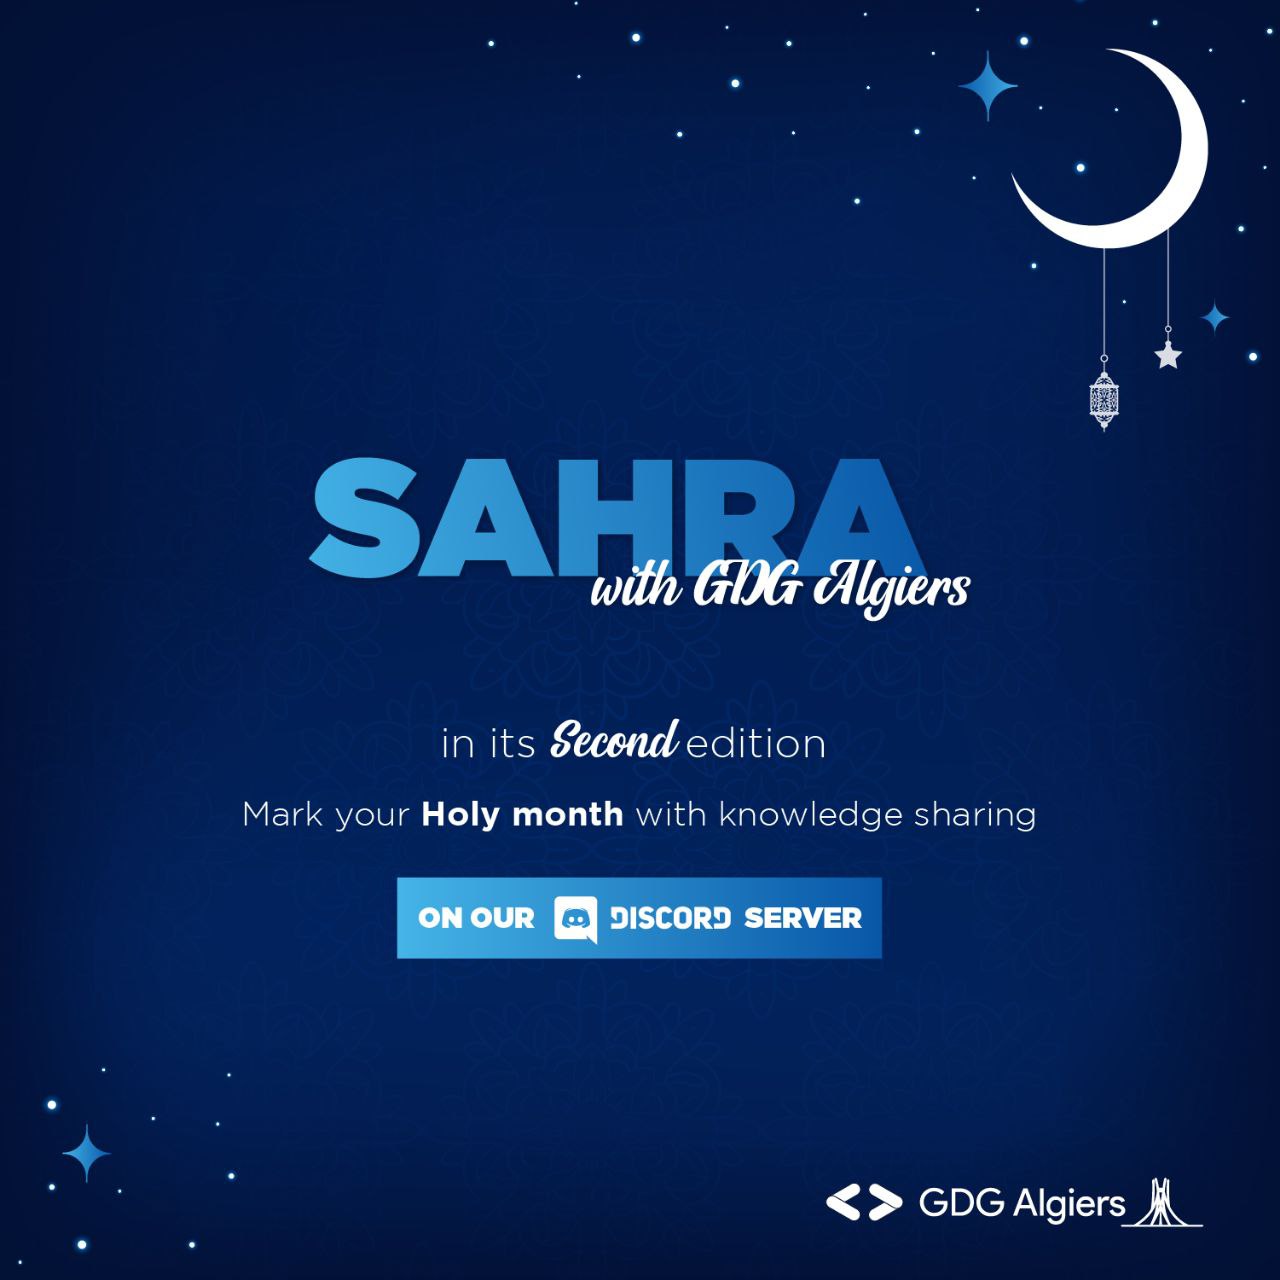 SAHRA
with GDG Algiers
in its Second edition
Mark your Holy month with knowledge sharing
ON OUR DISCORD SERVER
GDG Algiers